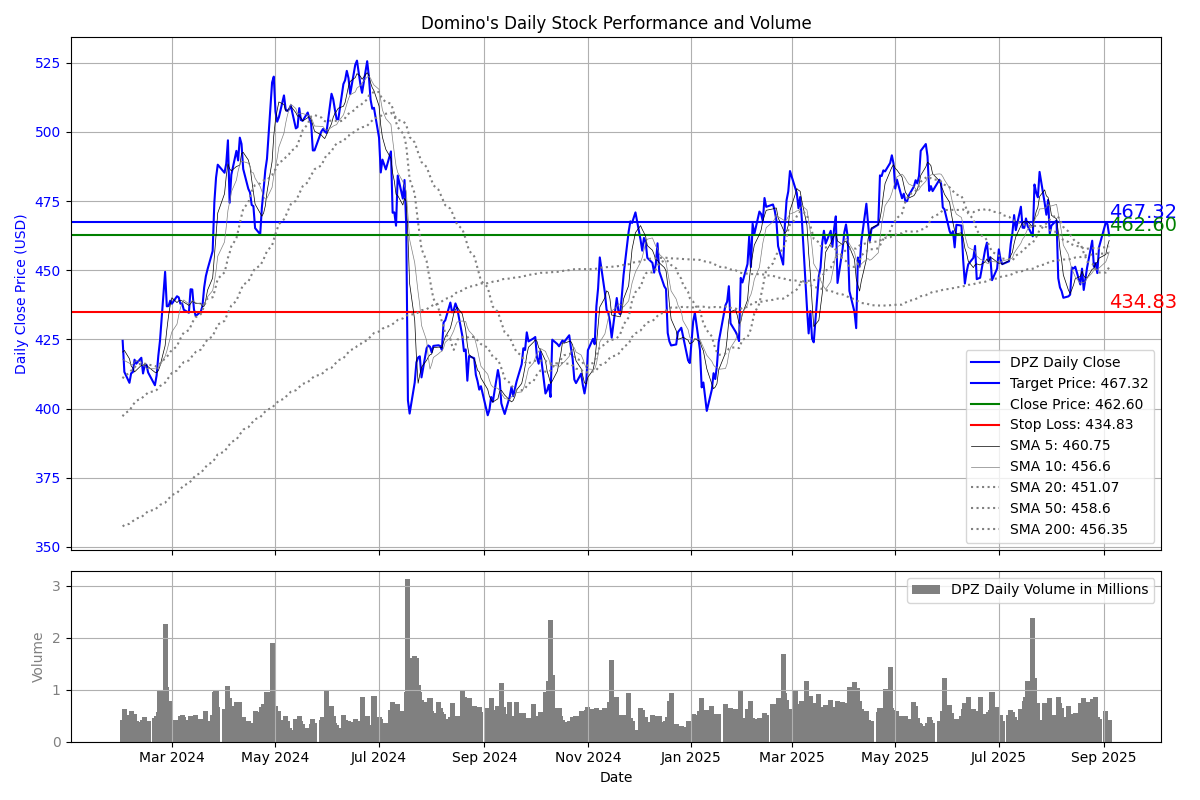 Domino's Daily Stock Performance and Volume
Daily Close Price (USD)
525
500
475
450
425
400
375
350
467.32
462.60
434.83
DPZ Daily Close
Target Price: 467.32
Close Price: 462.60
Stop Loss: 434.83
SMA 5: 460.75
SMA 10: 456.6
SMA 20: 451.07
SMA 50: 458.6
SMA 200: 456.35
Volume
3
2
1
0
DPZ Daily Volume in Millions
Mar 2024 May 2024 Jul 2024 Sep 2024 Nov 2024 Jan 2025 Mar 2025 May 2025 Jul 2025 Sep 2025
Date